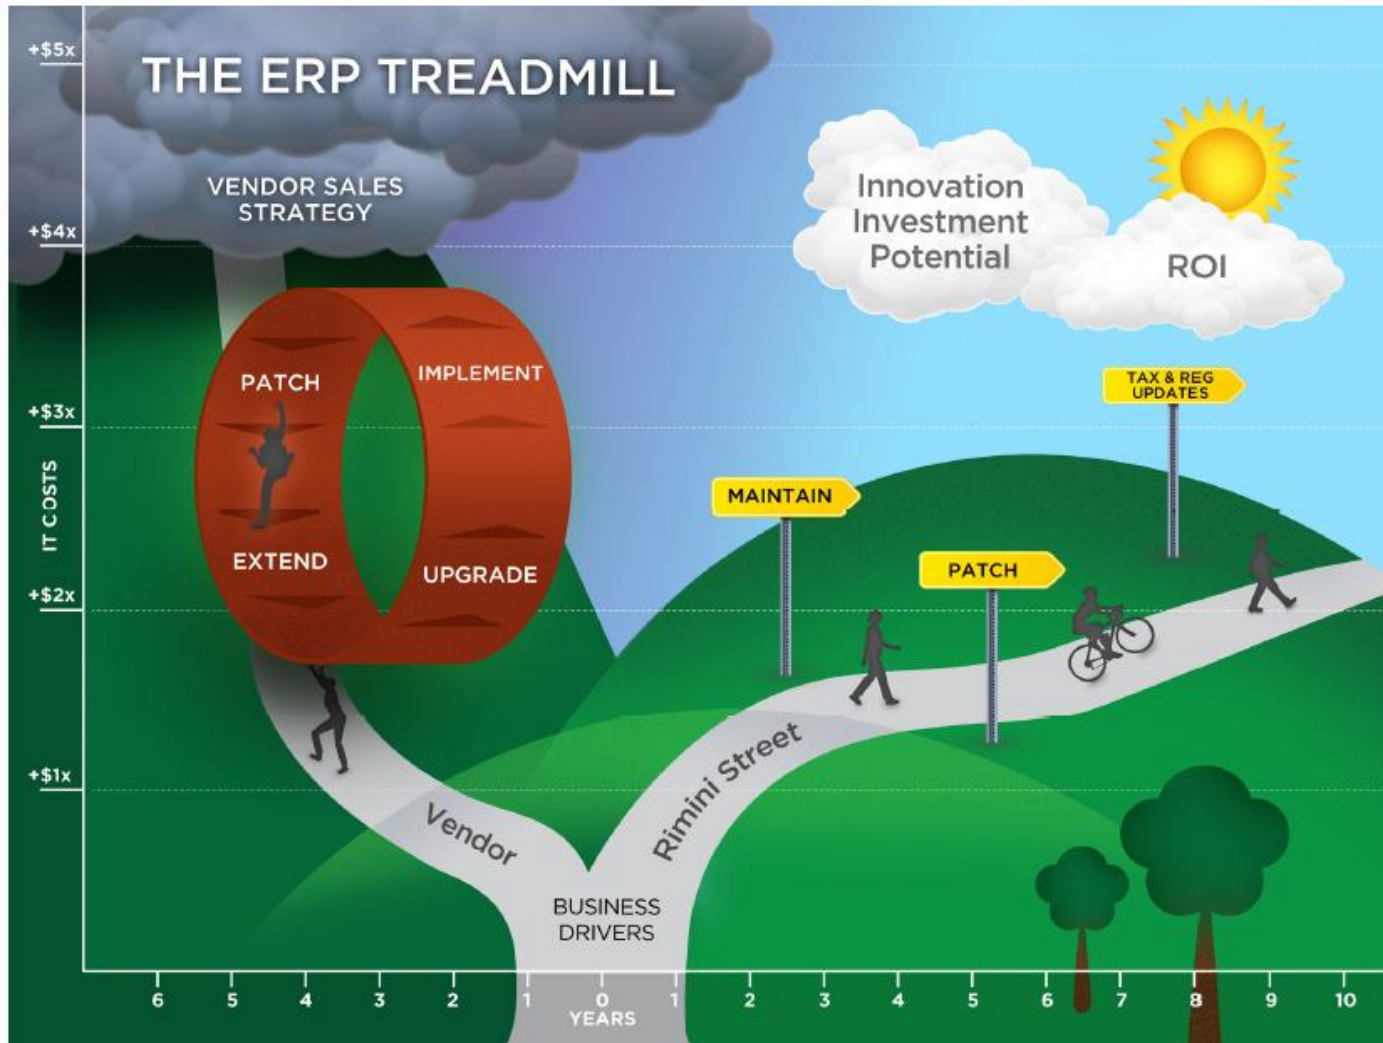 THE ERP TREADMILL
VENDOR SALES
STRATEGY
Innovation
Investment
Potential
ROI
+$5x
+$4x
+$3x
+$2x
+$1x
IT COSTS
PATCH
IMPLEMENT
EXTEND
UPGRADE
MAINTAIN
PATCH
TAX & REG
UPDATES
Vendor
Rimini Street
BUSINESS
DRIVERS
6 5 4 3 2 1 0 1 2 3 4 5 6 7 8 9 10
YEARS